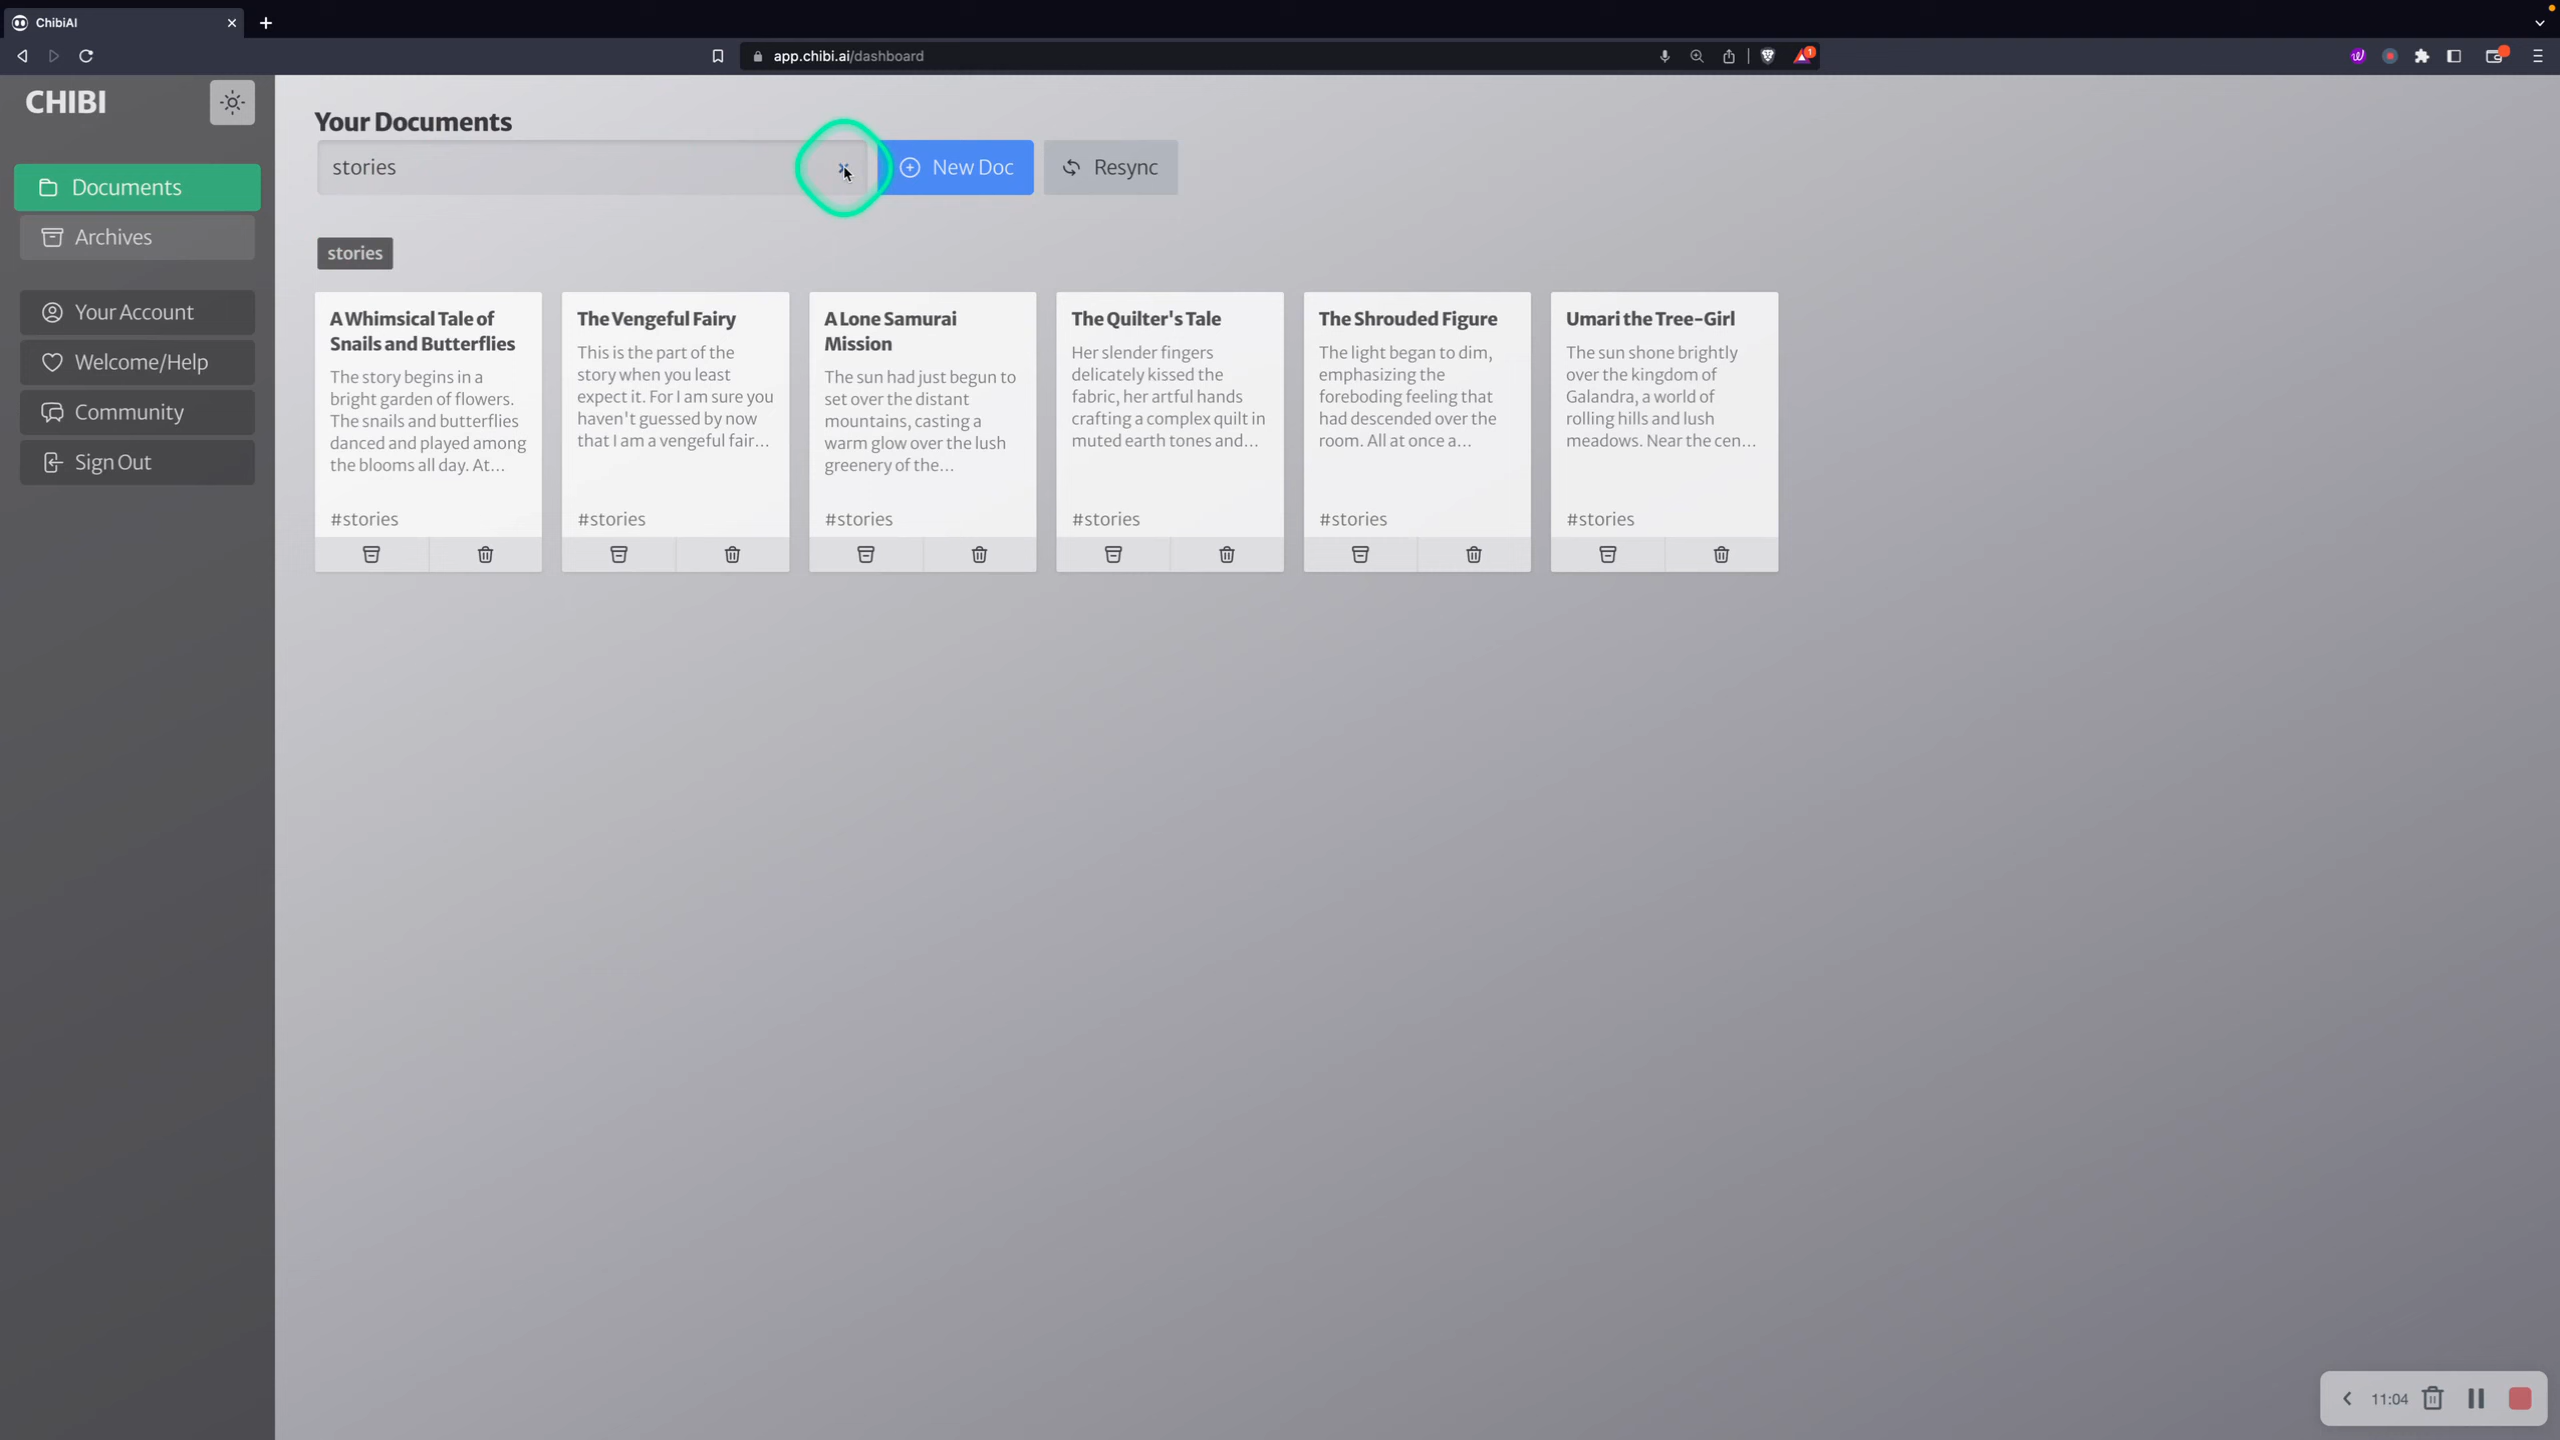 ChibiAI
app.chibi.ai/dashboard
1
CHIBI
Documents
Archives
Your Account
Welcome/Help
Community
Sign Out
Your Documents
stories
New Doc
Resync
stories
A Whimsical Tale of
Snails and Butterflies
The story begins in a
bright garden of flowers.
The snails and butterflies
danced and played among
the blooms all day. At...
#stories
The Vengeful Fairy
This is the part of the
story when you least
expect it. For I am sure you
haven't guessed by now
that I am a vengeful fair...
#stories
A Lone Samurai
Mission
The sun had just begun to
set over the distant
mountains, casting a
warm glow over the lush
greenery of the...
#stories
The Quilter's Tale
Her slender fingers
delicately kissed the
fabric, her artful hands
crafting a complex quilt in
muted earth tones and...
#stories
The Shrouded Figure
The light began to dim,
emphasizing the
foreboding feeling that
had descended over the
room. All at once a...
#stories
Umari the Tree-Girl
The sun shone brightly
over the kingdom of
Galandra, a world of
rolling hills and lush
meadows. Near the cen...
#stories
11:04